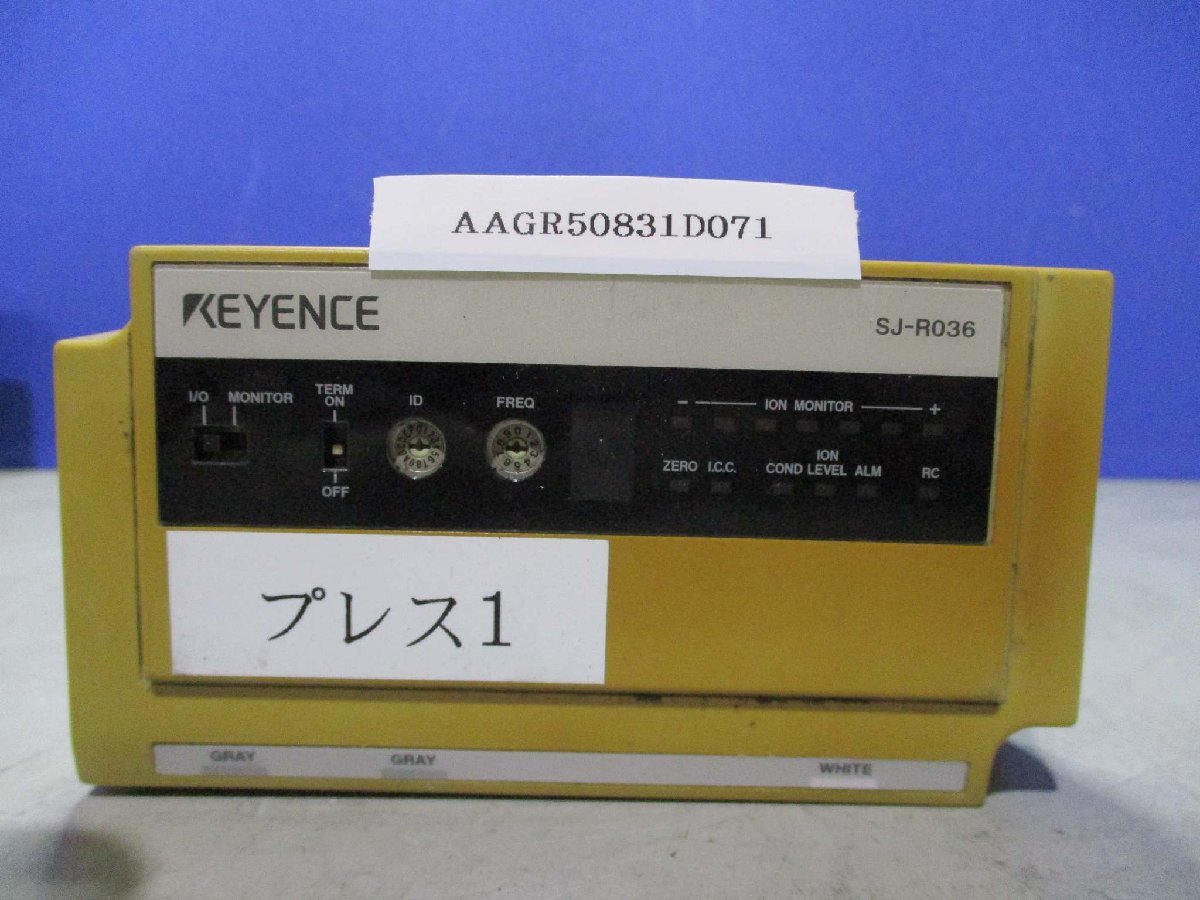 AAGR50831D071
KEYENCE
SJ-R036
I/O MONITOR
TERM
ON
OFF
ID
FREQ
- ION MONITOR +
ZERO I.C.C.
ION
COND LEVEL ALM
RC
プレス1
GRAY
GRAY
WHITE